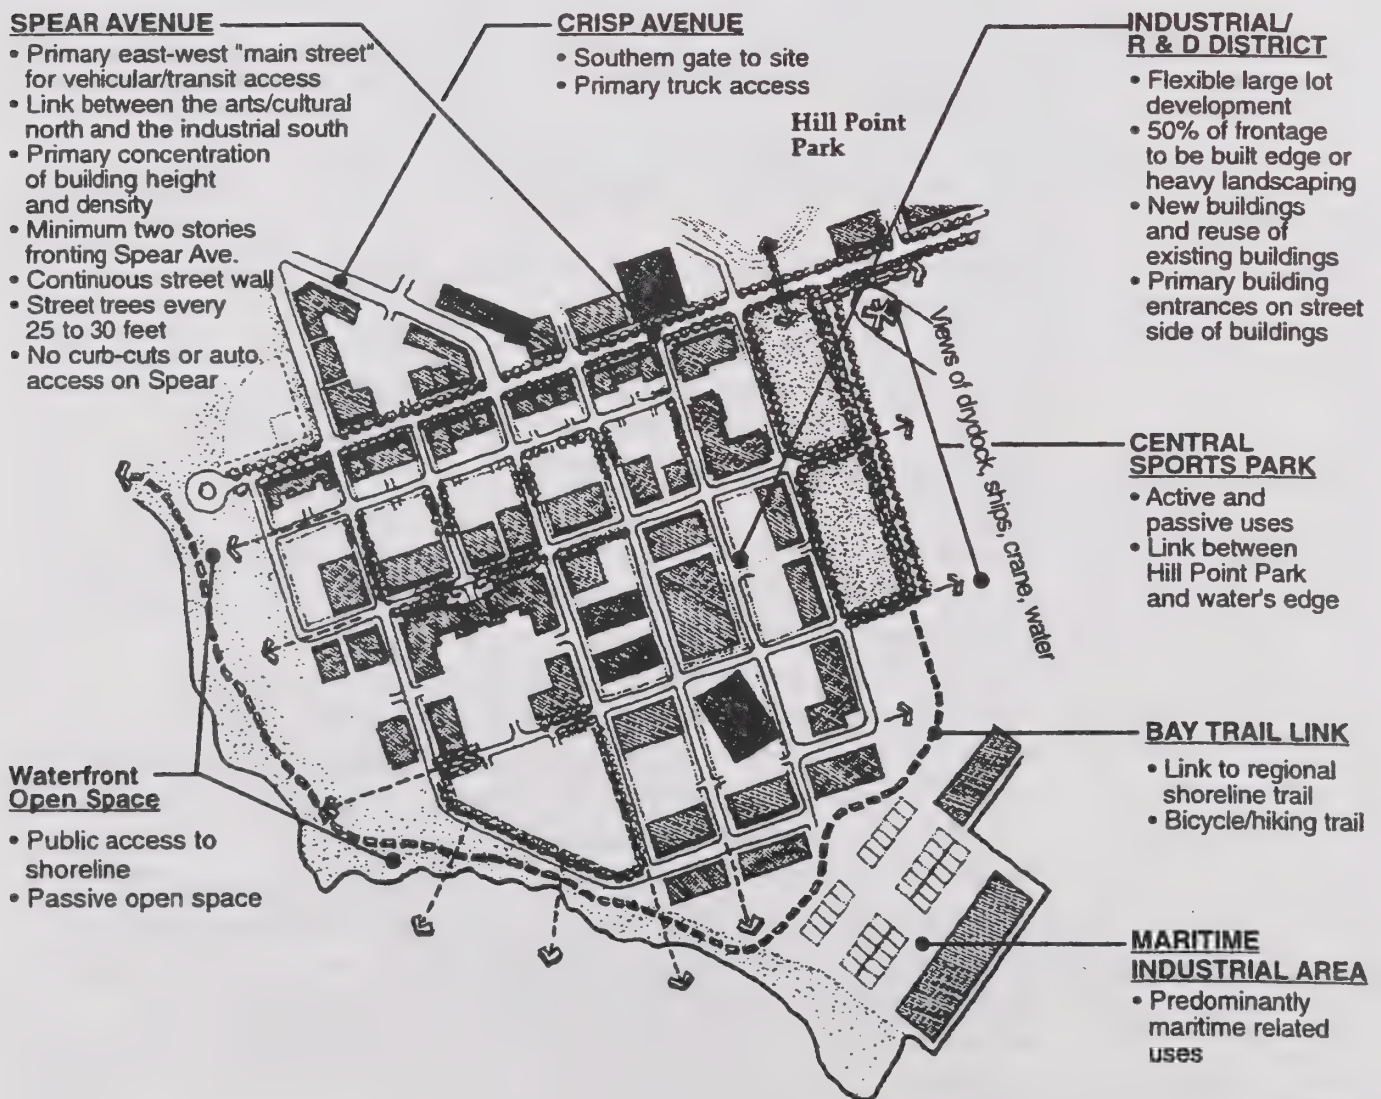 SPEAR AVENUE
• Primary east-west "main street"
for vehicular/transit access
• Link between the arts/cultural
north and the industrial south
• Primary concentration
of building height
and density
• Minimum two stories
fronting Spear Ave.
• Continuous street wall
• Street trees every
25 to 30 feet
• No curb-cuts or auto
access on Spear
CRISP AVENUE
• Southern gate to site
• Primary truck access
Hill Point
Park
INDUSTRIAL/
R & D DISTRICT
• Flexible large lot
development
• 50% of frontage
to be built edge or
heavy landscaping
• New buildings
and reuse of
existing buildings
• Primary building
entrances on street
side of buildings
Views of drydock, ships, crane, water
CENTRAL
SPORTS PARK
• Active and
passive uses
• Link between
Hill Point Park
and water's edge
BAY TRAIL LINK
• Link to regional
shoreline trail
• Bicycle/hiking trail
Waterfront
Open Space
• Public access to
shoreline
• Passive open space
MARITIME
INDUSTRIAL AREA
• Predominantly
maritime related
uses